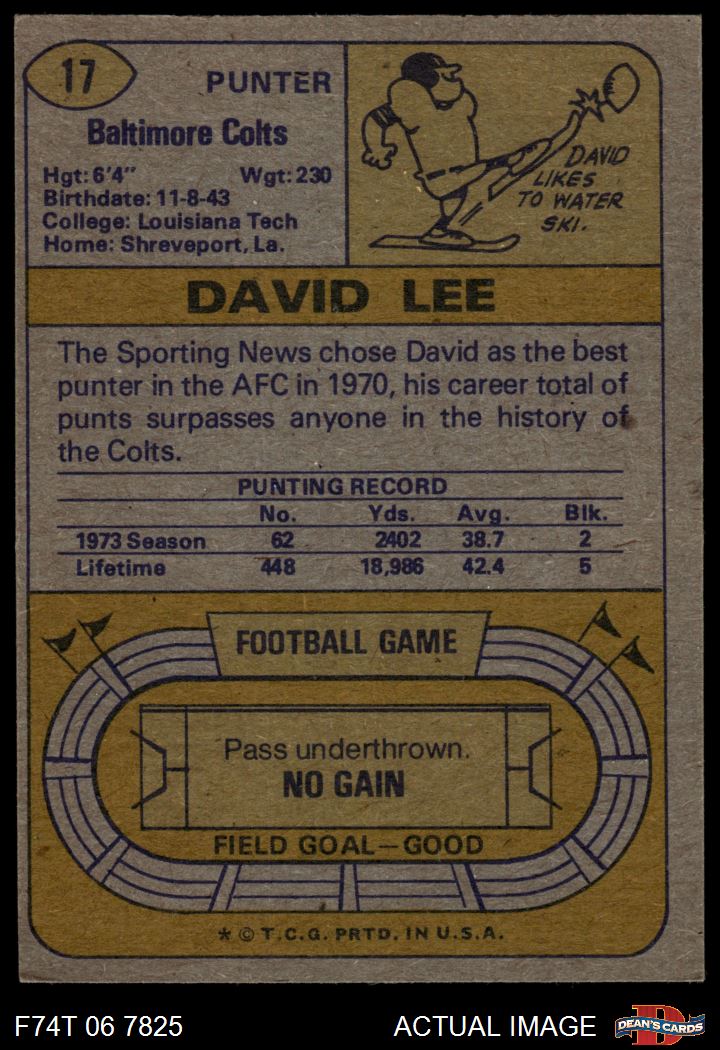 17
PUNTER
Baltimore Colts
Hgt: 6'4" Wgt: 230
Birthdate: 11-8-43
College: Louisiana Tech
Home: Shreveport, La.
DAVID
LIKES
TO WATER
SKI.
DAVID LEE
The Sporting News chose David as the best
punter in the AFC in 1970, his career total of
punts surpasses anyone in the history of
the Colts.
PUNTING RECORD
No. Yds. Avg. Blk.
1973 Season 62 2402 38.7 2
Lifetime 448 18,986 42.4 5
FOOTBALL GAME
Pass underthrown.
NO GAIN
FIELD GOAL—GOOD
* © T.C.G. PRTD. IN U.S.A.
F74T 06 7825 ACTUAL IMAGE
D
DEAN'S CARDS